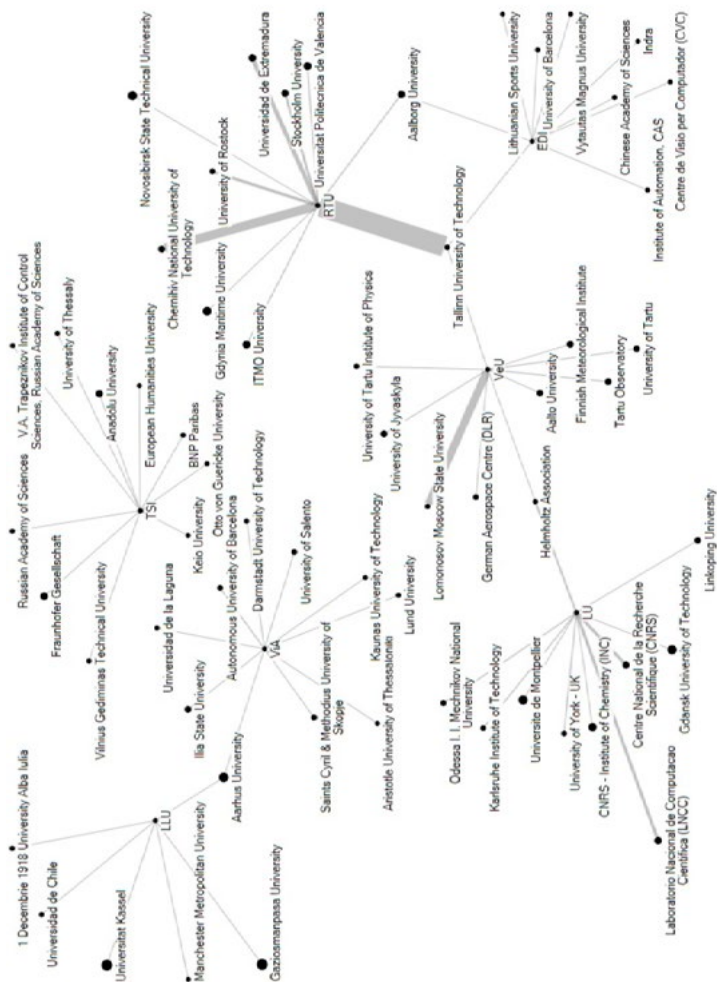 1 Decembrie 1918 University Alba Iulia
Universidad de Chile
Universitat Kassel
LLU
Manchester Metropolitan University
Aarhus University
Gaziosmanpasa University
Russian Academy of Sciences
Fraunhofer Gesellschaft
Vilnius Gediminas Technical University
V.A. Trapeznikov Institute of Control
Sciences, Russian Academy of Sciences
University of Thessaly
Anadolu University
TSI
European Humanities University
BNP Paribas
Keio University
Otto von Guericke University
Universidad de la Laguna
Ilia State University
Autonomous University of Barcelona
Darmstadt University of Technology
ViA
University of Salento
Saints Cyril & Methodius University of
Skopje
Kaunas University of Technology
Aristotle University of Thessaloniki
Lund University
Novosibirsk State Technical University
Chernihiv National University of
Technology
University of Rostock
Gdynia Maritime University
Universidad de Extremadura
ITMO University
Stockholm University
Universitat Politecnica de Valencia
RTU
Aalborg University
Tallinn University of Technology
University of Tartu Institute of Physics
University of Jyvaskyla
Lomonosov Moscow State University
German Aerospace Centre (DLR)
VeU
Helmholtz Association
Aalto University
Finnish Meteorological Institute
Tartu Observatory
University of Tartu
Lithuanian Sports University
EDI
University of Barcelona
Vytautas Magnus University
Chinese Academy of Sciences
Indra
Institute of Automation, CAS
Centre de Visio per Computador (CVC)
Odessa I. I. Mechnikov National
University
Karlsruhe Institute of Technology
Universite de Montpellier
University of York - UK
LU
CNRS - Institute of Chemistry (INC)
Centre National de la Recherche
Scientifique (CNRS)
Gdansk University of Technology
Laboratorio Nacional de Computacao
Cientifica (LNCC)
Linkoping University